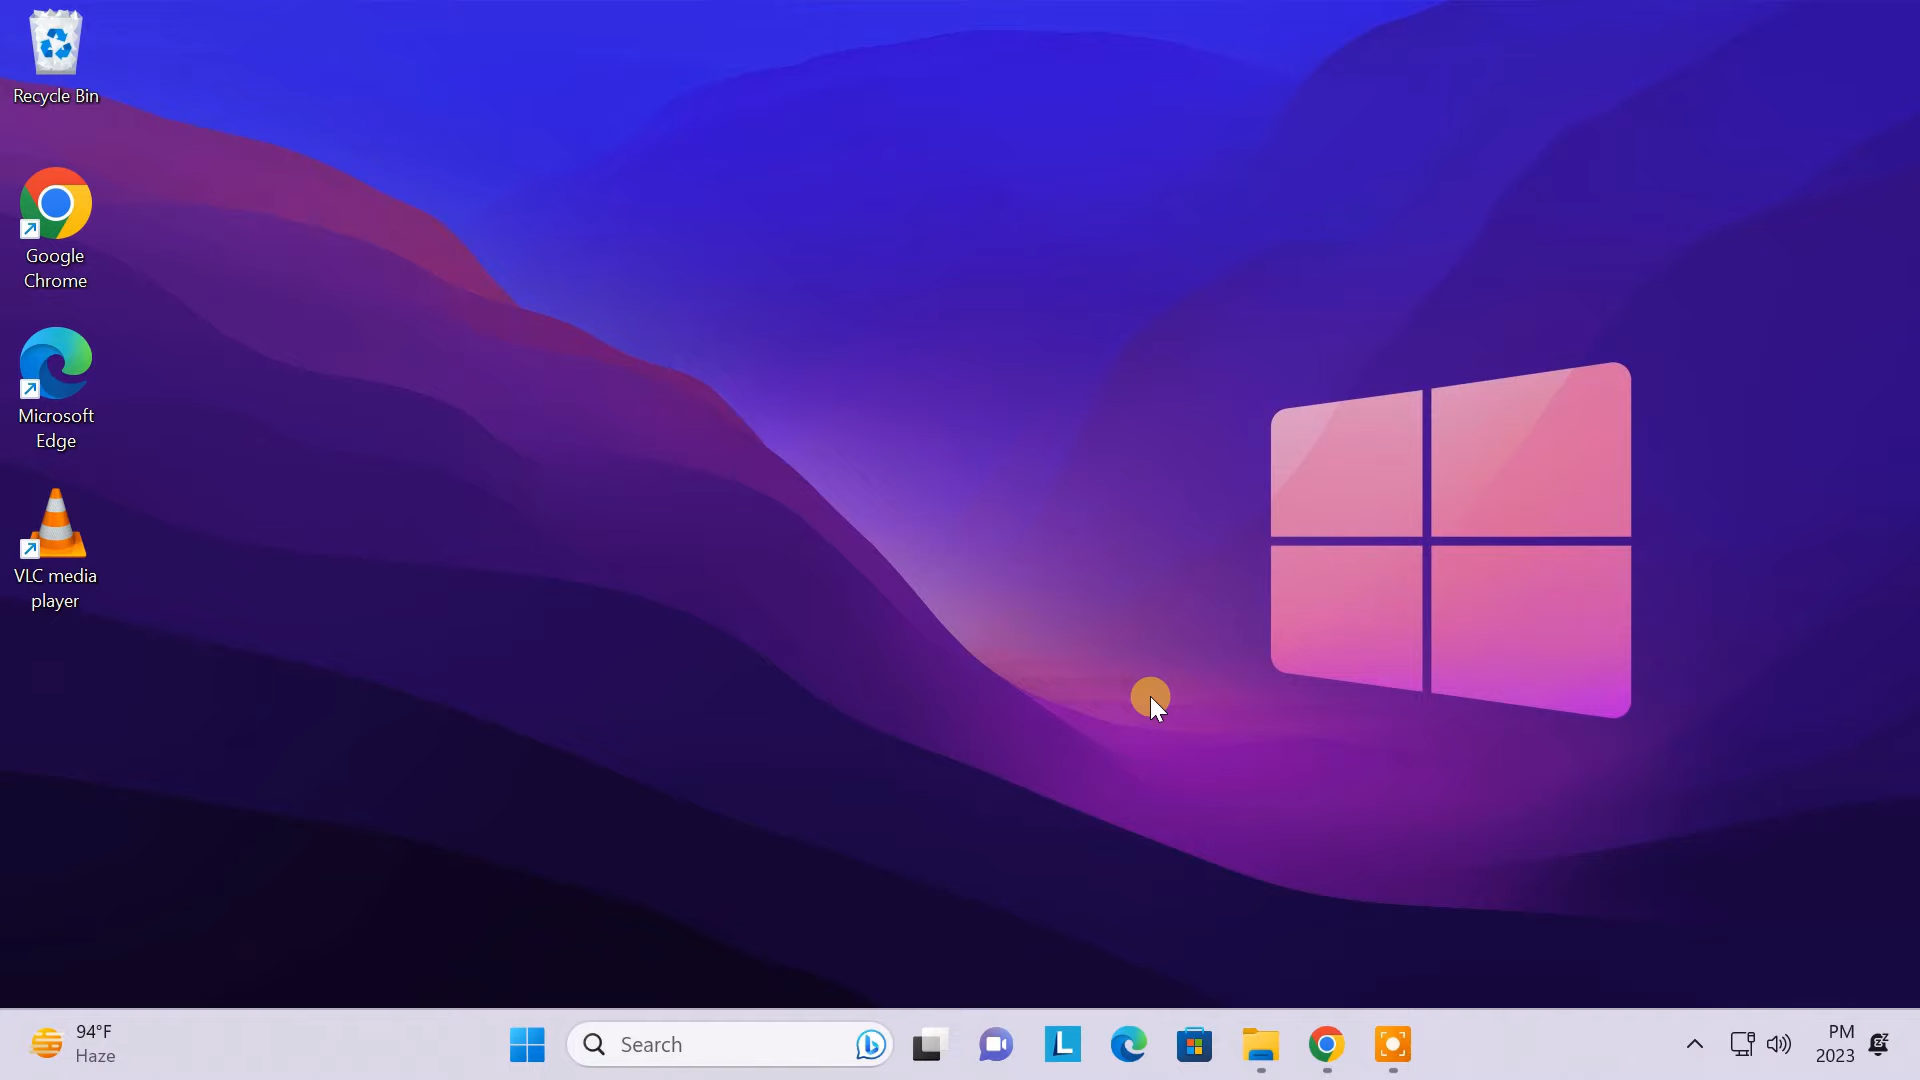 Recycle Bin
Google
Chrome
Microsoft
Edge
VLC media
player
94°F
Haze
Search
L
PM
2023